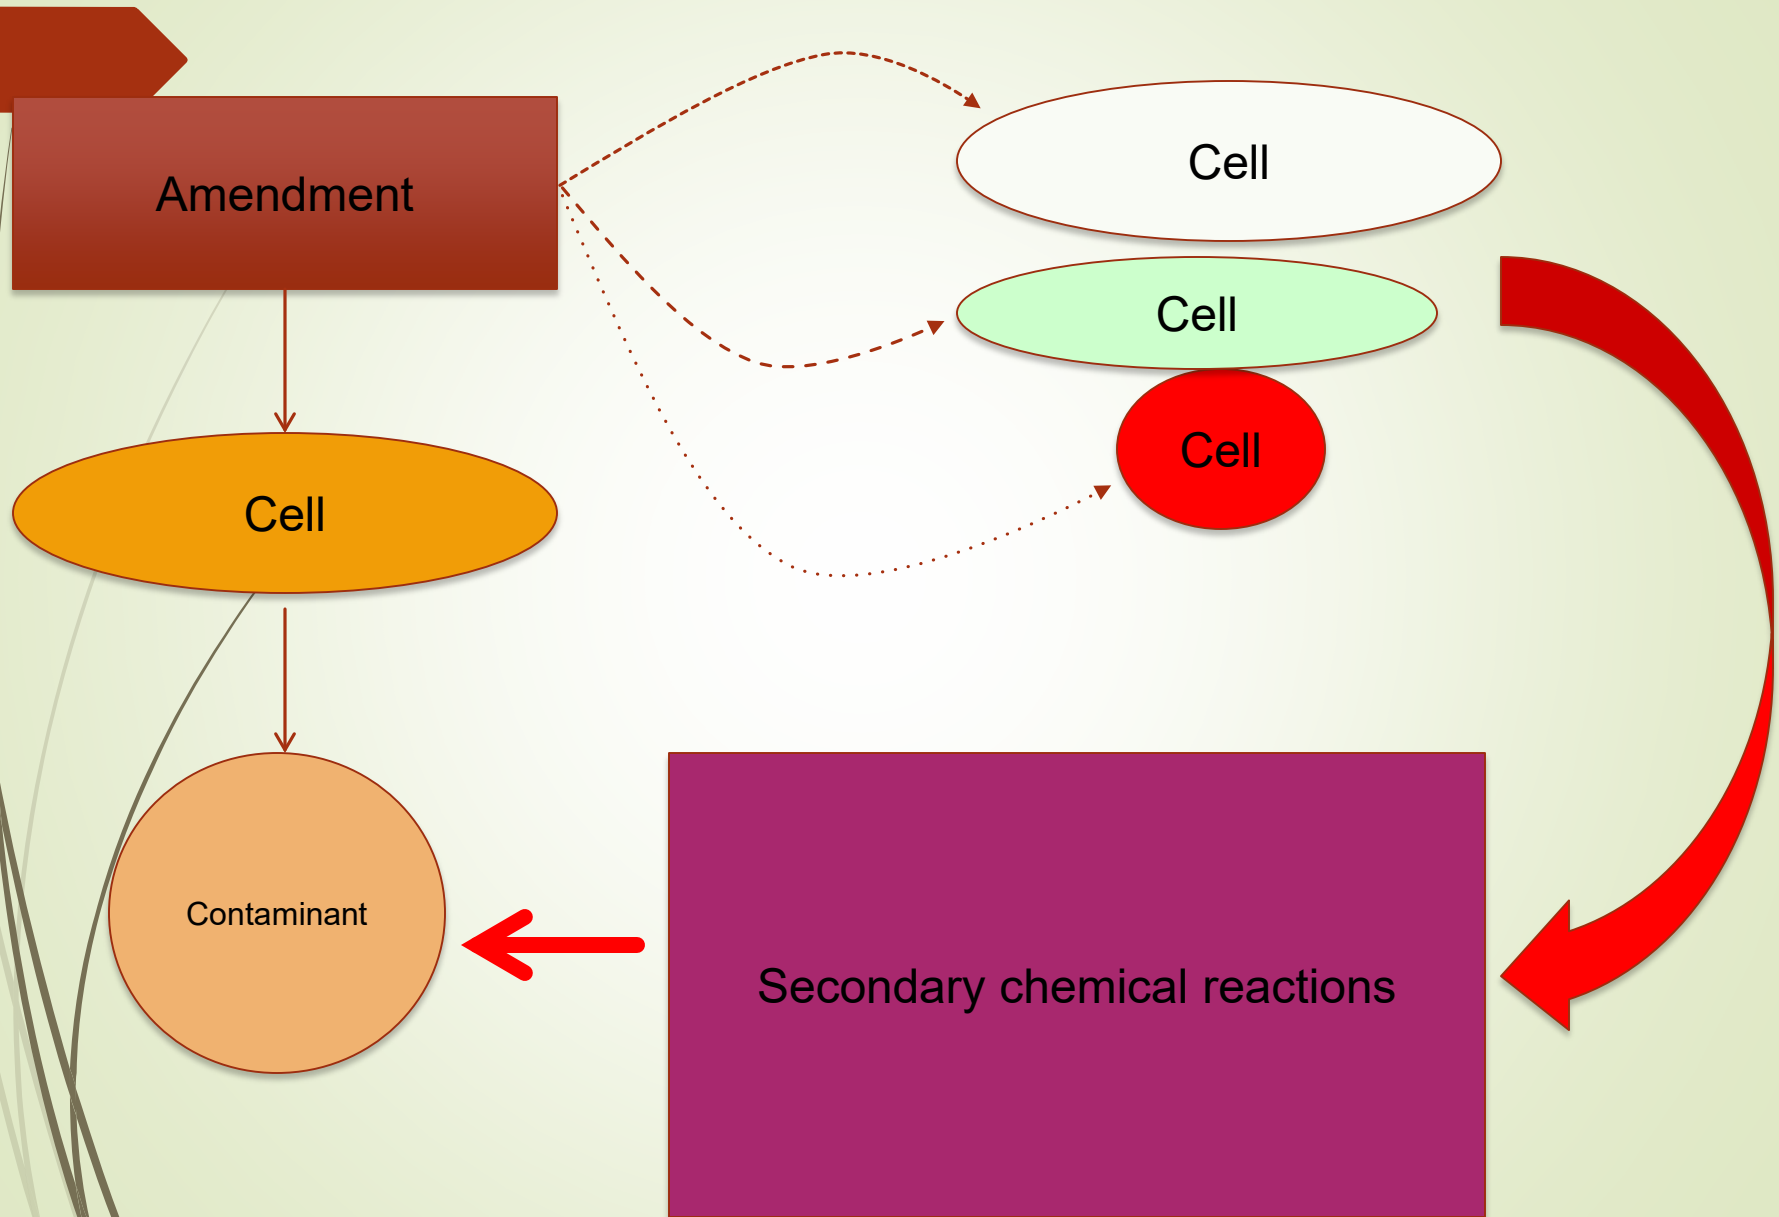 Amendment
Cell
Cell
Cell
Cell
Contaminant
Secondary chemical reactions